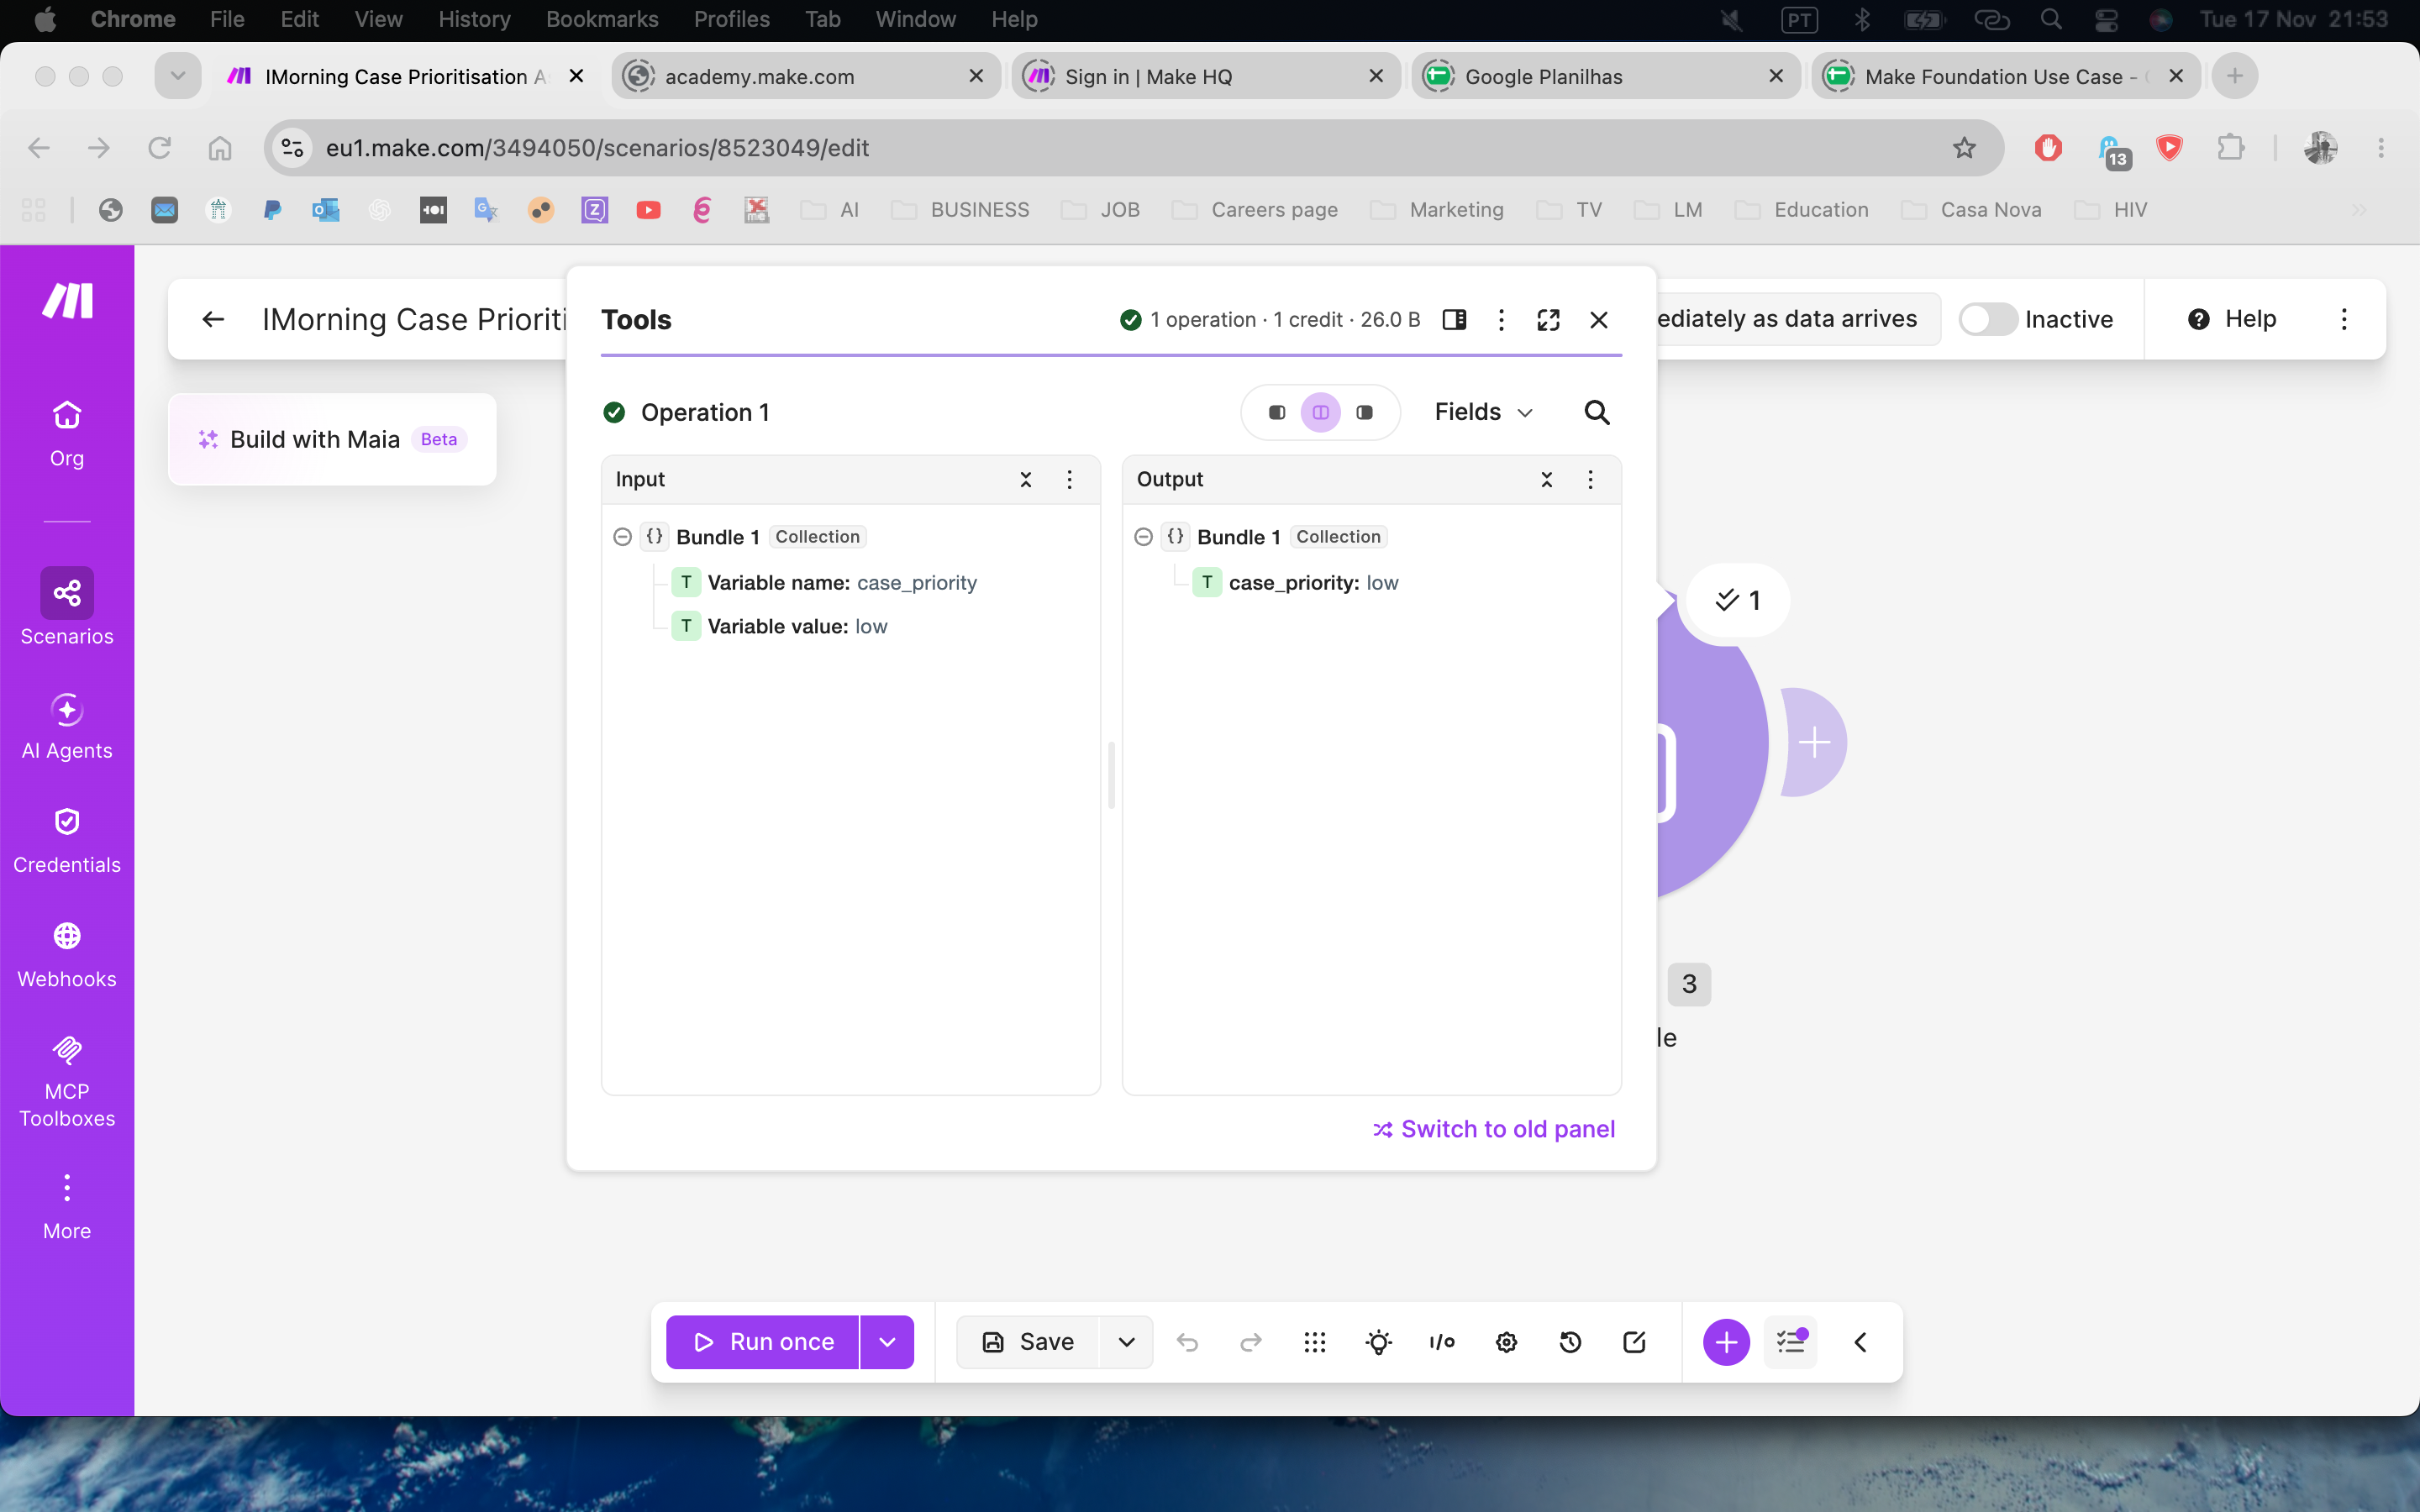 Chrome File Edit View History Bookmarks Profiles Tab Window Help PT Tue 17 Nov 21:53
IMorning Case Prioritisation A academy.make.com Sign in | Make HQ Google Planilhas Make Foundation Use Case -
eu1.make.com/3494050/scenarios/8523049/edit 13
AI BUSINESS JOB Careers page Marketing TV LM Education Casa Nova HIV
IMorning Case Prioriti
Tools
1 operation · 1 credit · 26.0 B
ediately as data arrives
Inactive
Help
Build with Maia Beta
Operation 1
Fields
Input
Bundle 1 Collection
T Variable name: case_priority
T Variable value: low
Output
Bundle 1 Collection
T case_priority: low
Switch to old panel
1
3
le
Org
Scenarios
AI Agents
Credentials
Webhooks
MCP
Toolboxes
More
Run once
Save